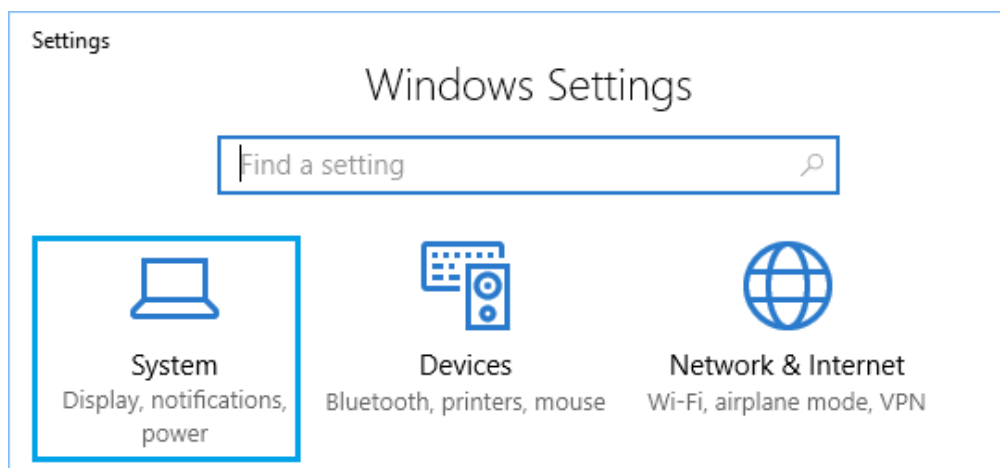 Settings
Windows Settings
Find a setting
System
Display, notifications,
power
Devices
Bluetooth, printers, mouse
Network & Internet
Wi-Fi, airplane mode, VPN